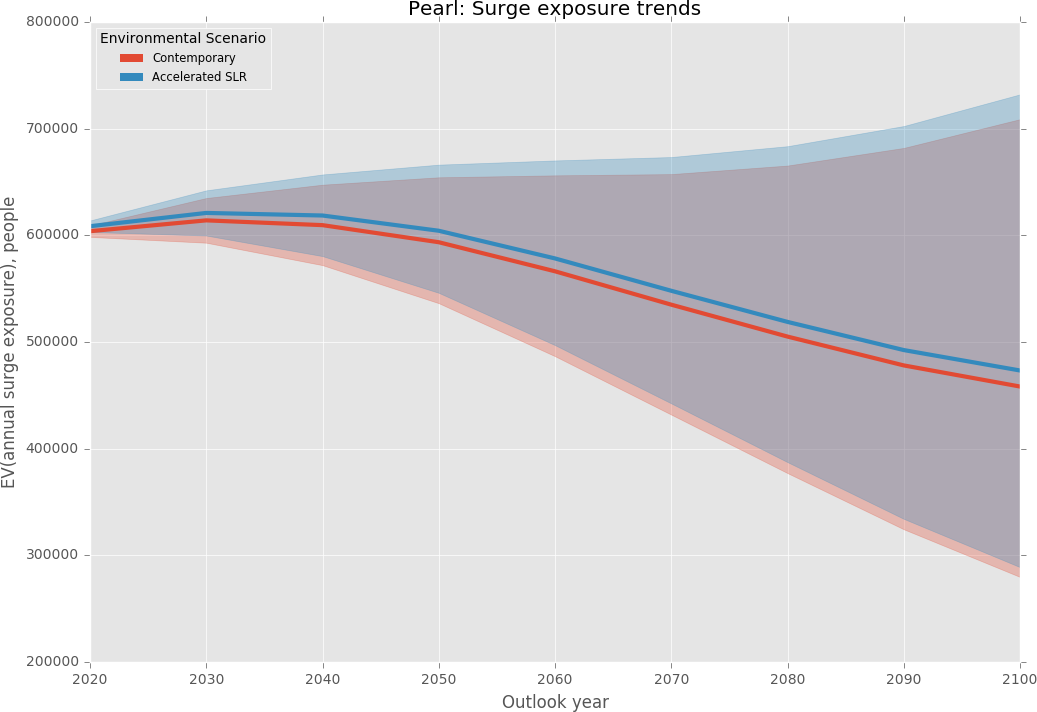 Pearl: Surge exposure trends
Environmental Scenario
Contemporary
Accelerated SLR
EV(annual surge exposure), people
800000
700000
600000
500000
400000
300000
200000
2020 2030 2040 2050 2060 2070 2080 2090 2100
Outlook year